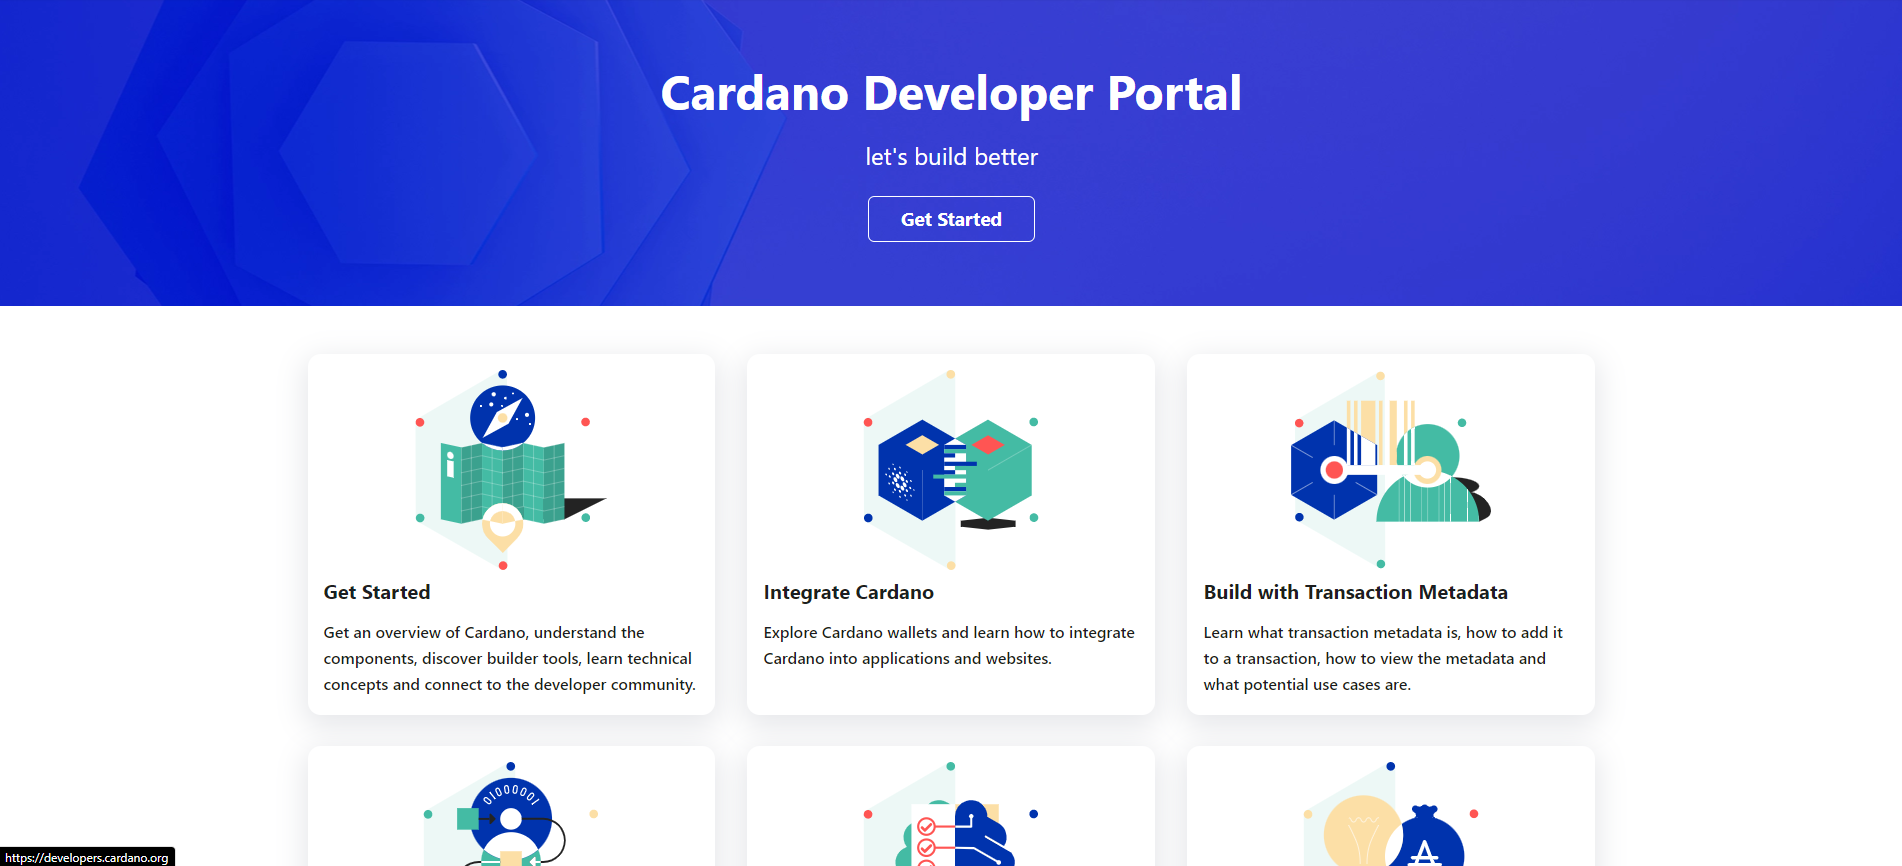 Cardano Developer Portal
let's build better
Get Started
Get Started
Get an overview of Cardano, understand the
components, discover builder tools, learn technical
concepts and connect to the developer community.
Integrate Cardano
Explore Cardano wallets and learn how to integrate
Cardano into applications and websites.
Build with Transaction Metadata
Learn what transaction metadata is, how to add it
to a transaction, how to view the metadata and
what potential use cases are.
01000001
https://developers.cardano.org